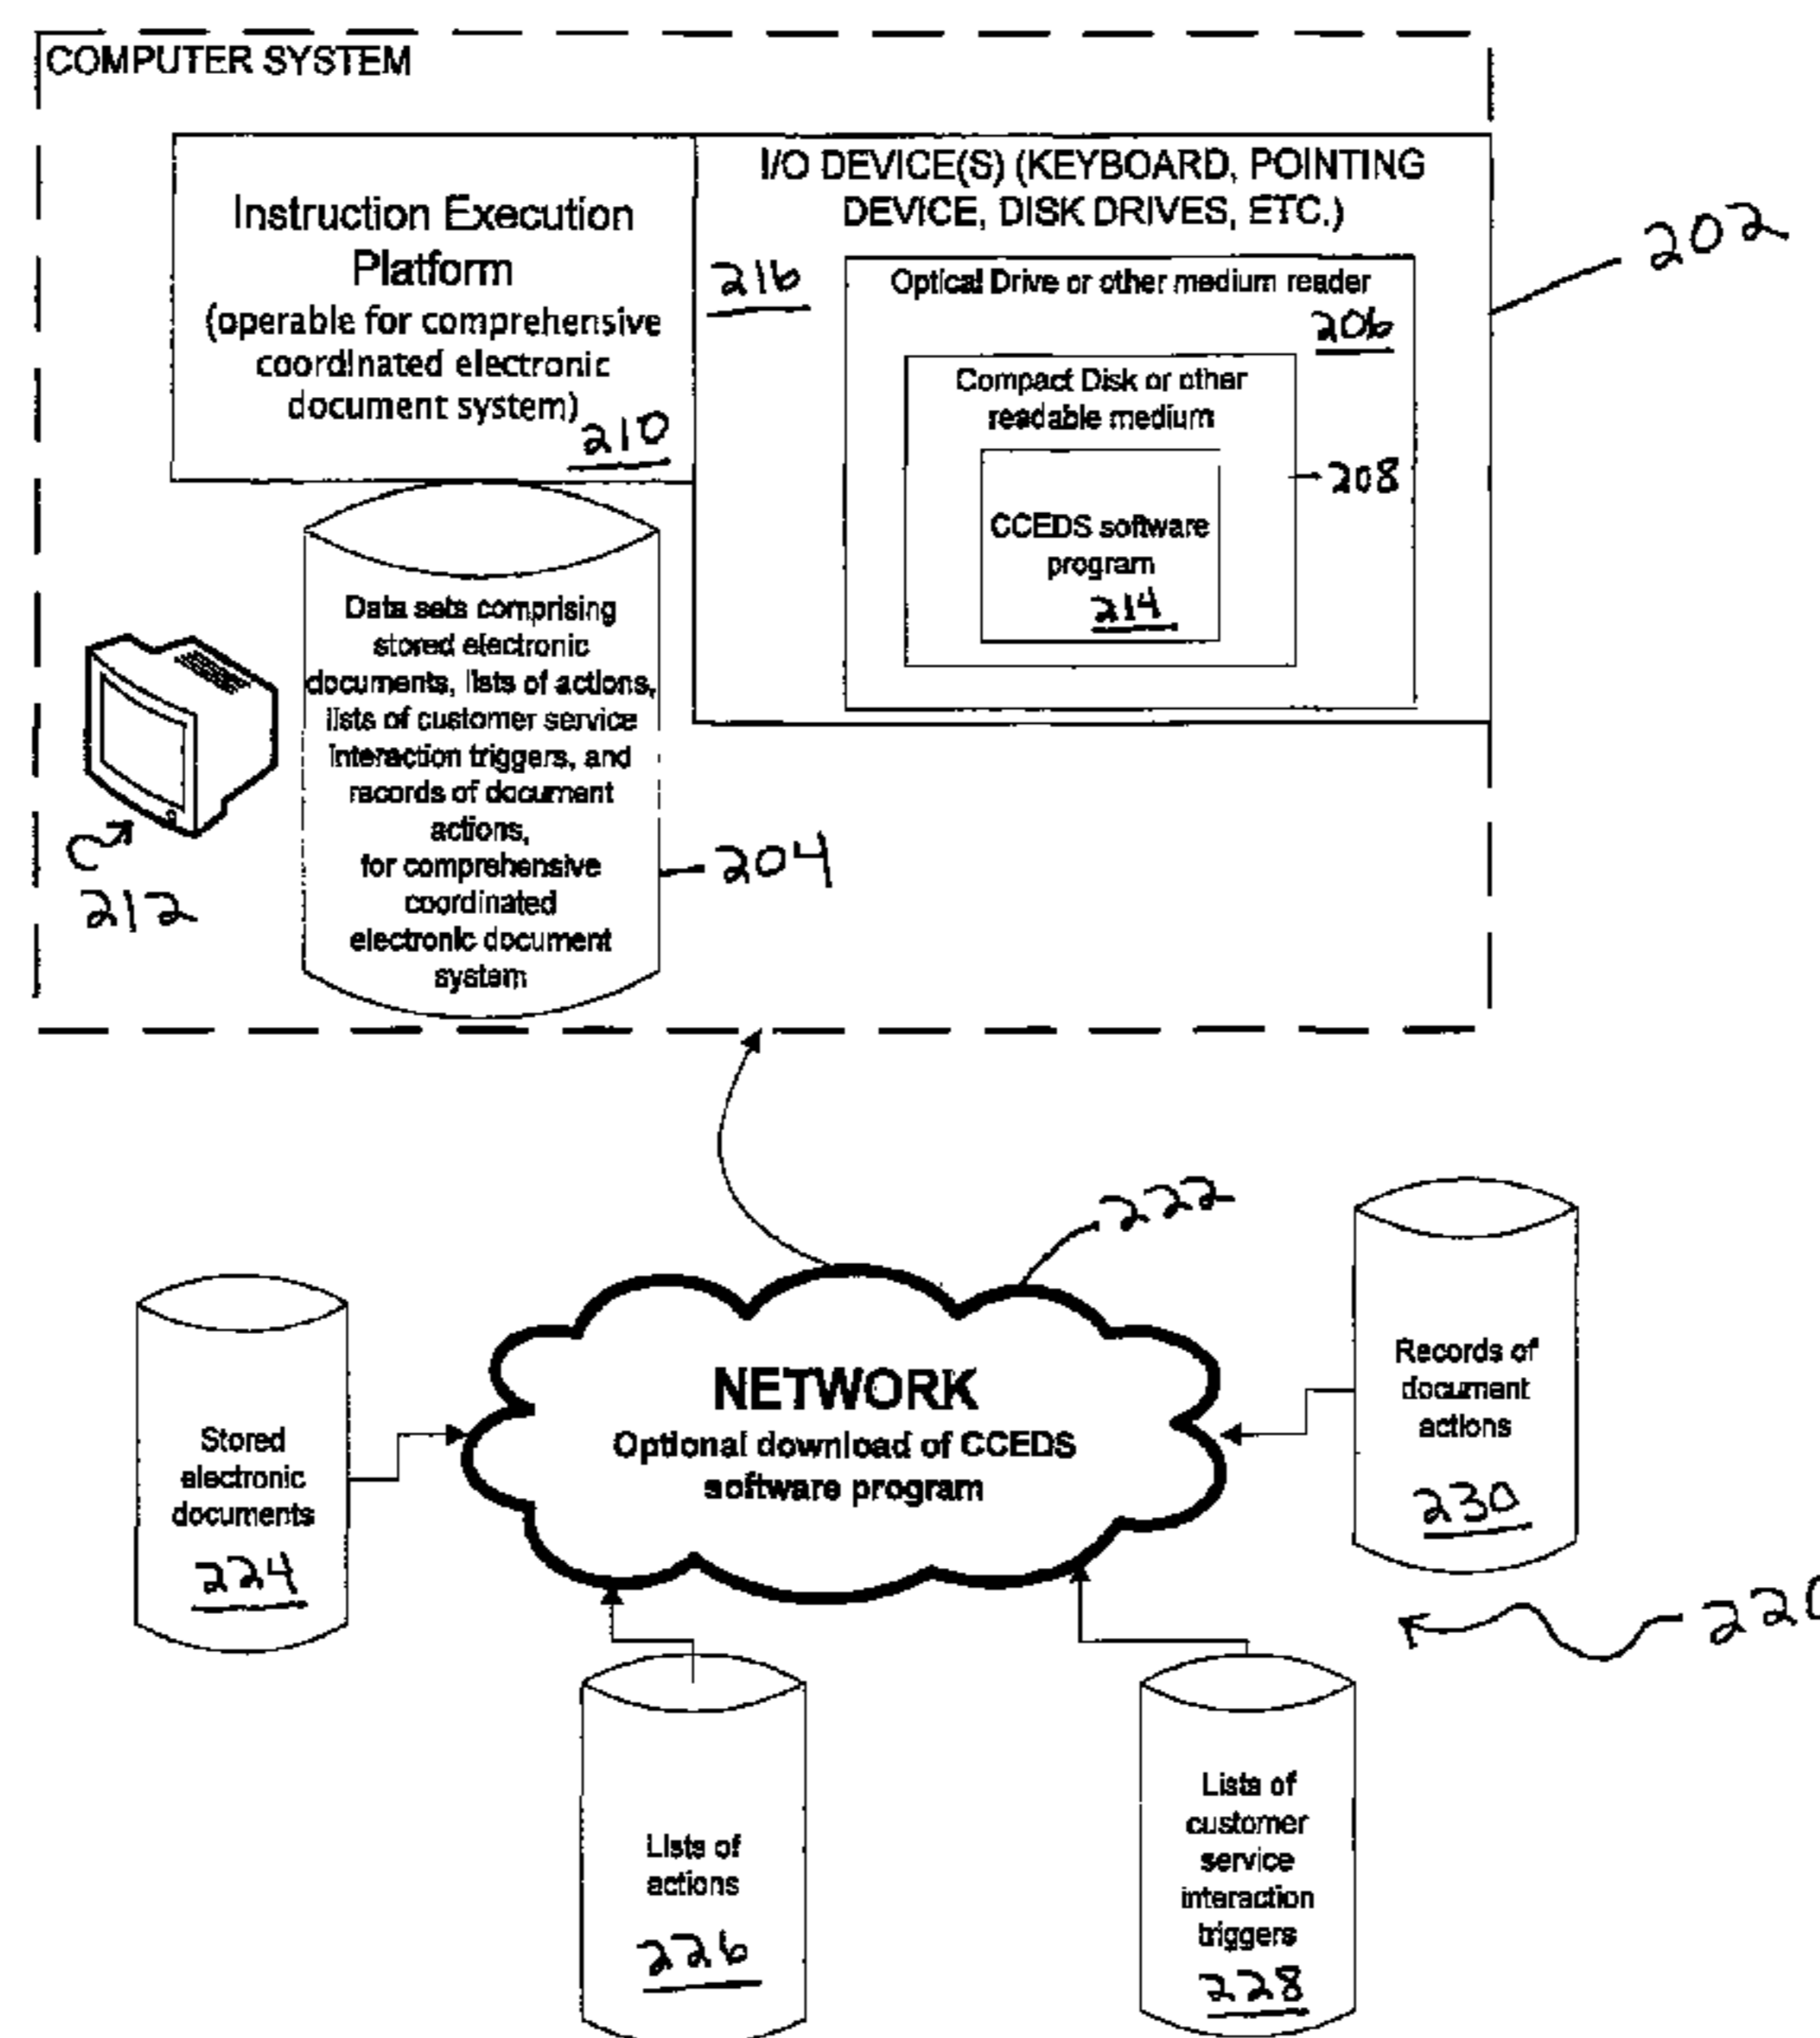 COMPUTER SYSTEM
Instruction Execution
Platform
(operable for comprehensive
coordinated electronic
document system)
210
I/O DEVICE(S) (KEYBOARD, POINTING
DEVICE, DISK DRIVES, ETC.)
216
202
Optical Drive or other medium reader
206
Compact Disk or other
readable medium
208
CCEDS software
program
214
Data sets comprising
stored electronic
documents, lists of actions,
lists of customer service
interaction triggers, and
records of document
actions,
for comprehensive
coordinated
electronic document
system
204
212
222
NETWORK
Optional download of CCEDS
software program
Stored
electronic
documents
224
Records of
document
actions
230
220
Lists of
actions
226
Lists of
customer
service
interaction
triggers
228